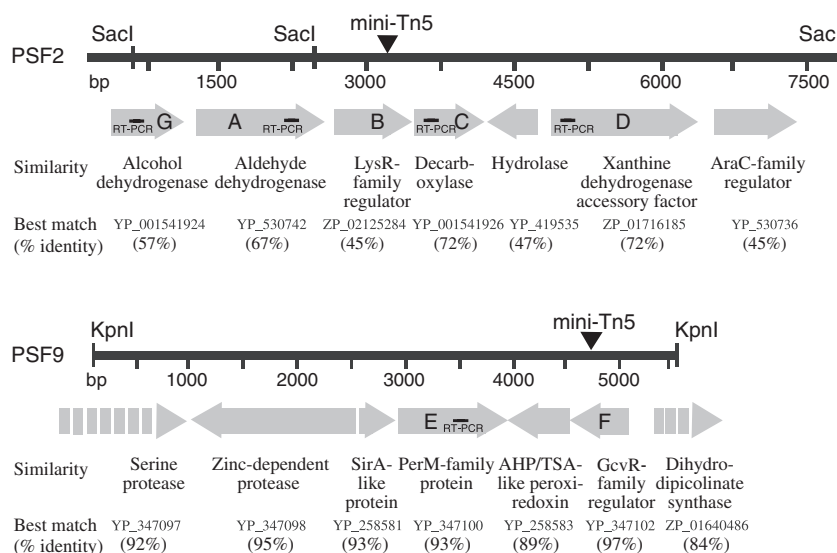 mini-Tn5
SacI SacI Sac
PSF2
bp 1500 3000 4500 6000 7500
G A B C D
RT-PCR RT-PCR RT-PCR RT-PCR
Similarity Alcohol dehydrogenase Aldehyde dehydrogenase LysR-family regulator Decarb-oxylase Hydrolase Xanthine dehydrogenase accessory factor AraC-family regulator
Best match YP_001541924 YP_530742 ZP_02125284 YP_001541926 YP_419535 ZP_01716185 YP_530736
(% identity) (57%) (67%) (45%) (72%) (47%) (72%) (45%)
KpnI mini-Tn5 KpnI
PSF9
bp 1000 2000 3000 4000 5000
E RT-PCR F
Similarity Serine protease Zinc-dependent protease SirA-like protein PerM-family protein AHP/TSA-like peroxi-redoxin GcvR-family regulator Dihydro-dipicolinate synthase
Best match YP_347097 YP_347098 YP_258581 YP_347100 YP_258583 YP_347102 ZP_01640486
(% identity) (92%) (95%) (93%) (93%) (89%) (97%) (84%)